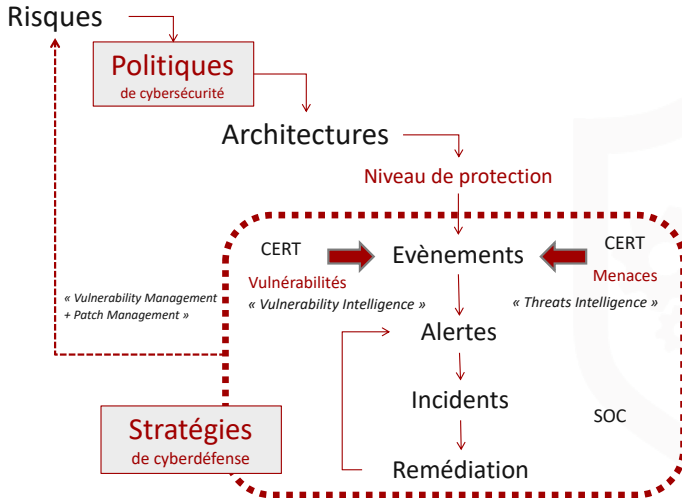 Risques
Politiques
de cybersécurité
Architectures
Niveau de protection
CERT
Evènements
CERT
Vulnérabilités
Menaces
« Vulnerability Management
+ Patch Management »
« Vulnerability Intelligence »
« Threats Intelligence »
Alertes
Incidents
SOC
Stratégies
de cyberdéfense
Remédiation